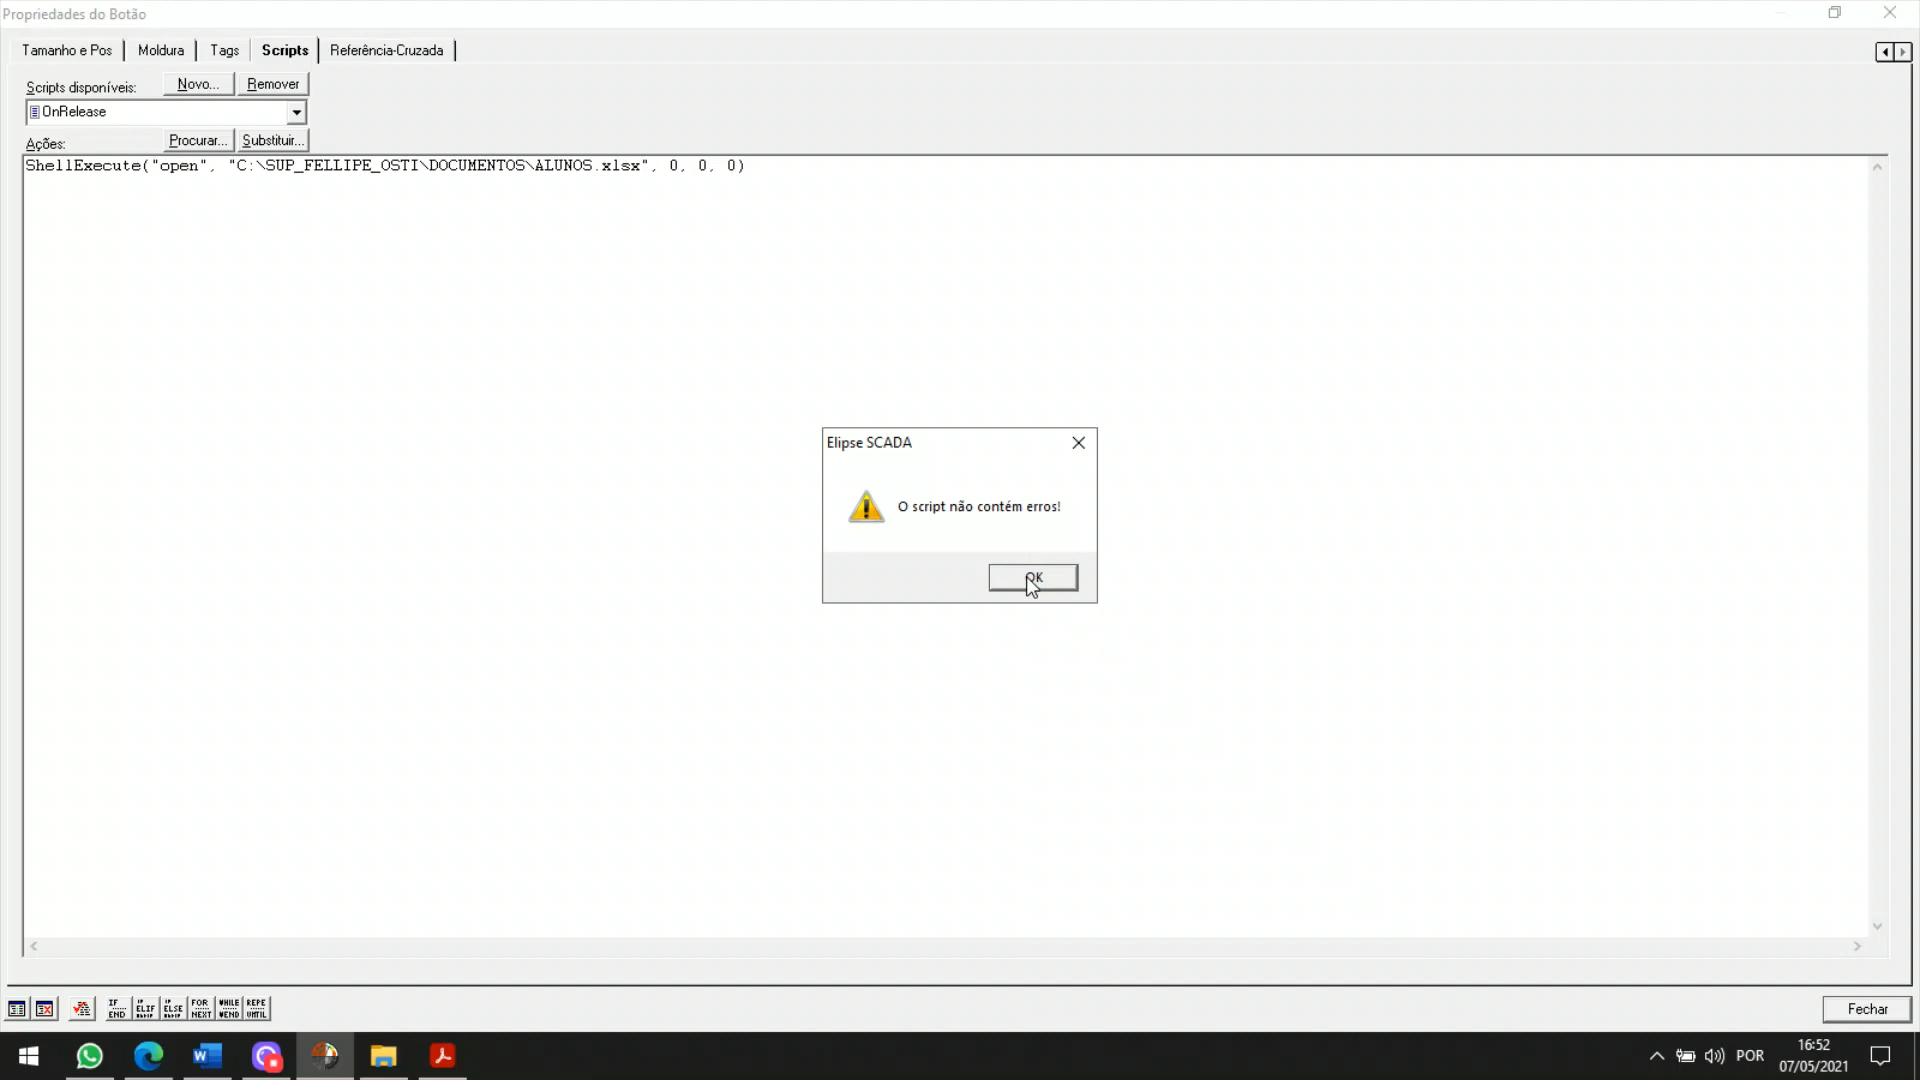 Propriedades do Botão
Tamanho e Pos Moldura Tags Scripts Referência-Cruzada
Scripts disponíveis: Novo... Remover
OnRelease
Ações: Procurar... Substituir...
ShellExecute("open", "C:\SUP_FELLIPE_OSTI\DOCUMENTOS\ALUNOS.xlsx", 0, 0, 0)
Elipse SCADA
O script não contém erros!
OK
IF END
IF ELIF
IF ELSE
FOR NEXT
WHILE WEND
REPE UNTIL
Fechar
POR
16:52
07/05/2021